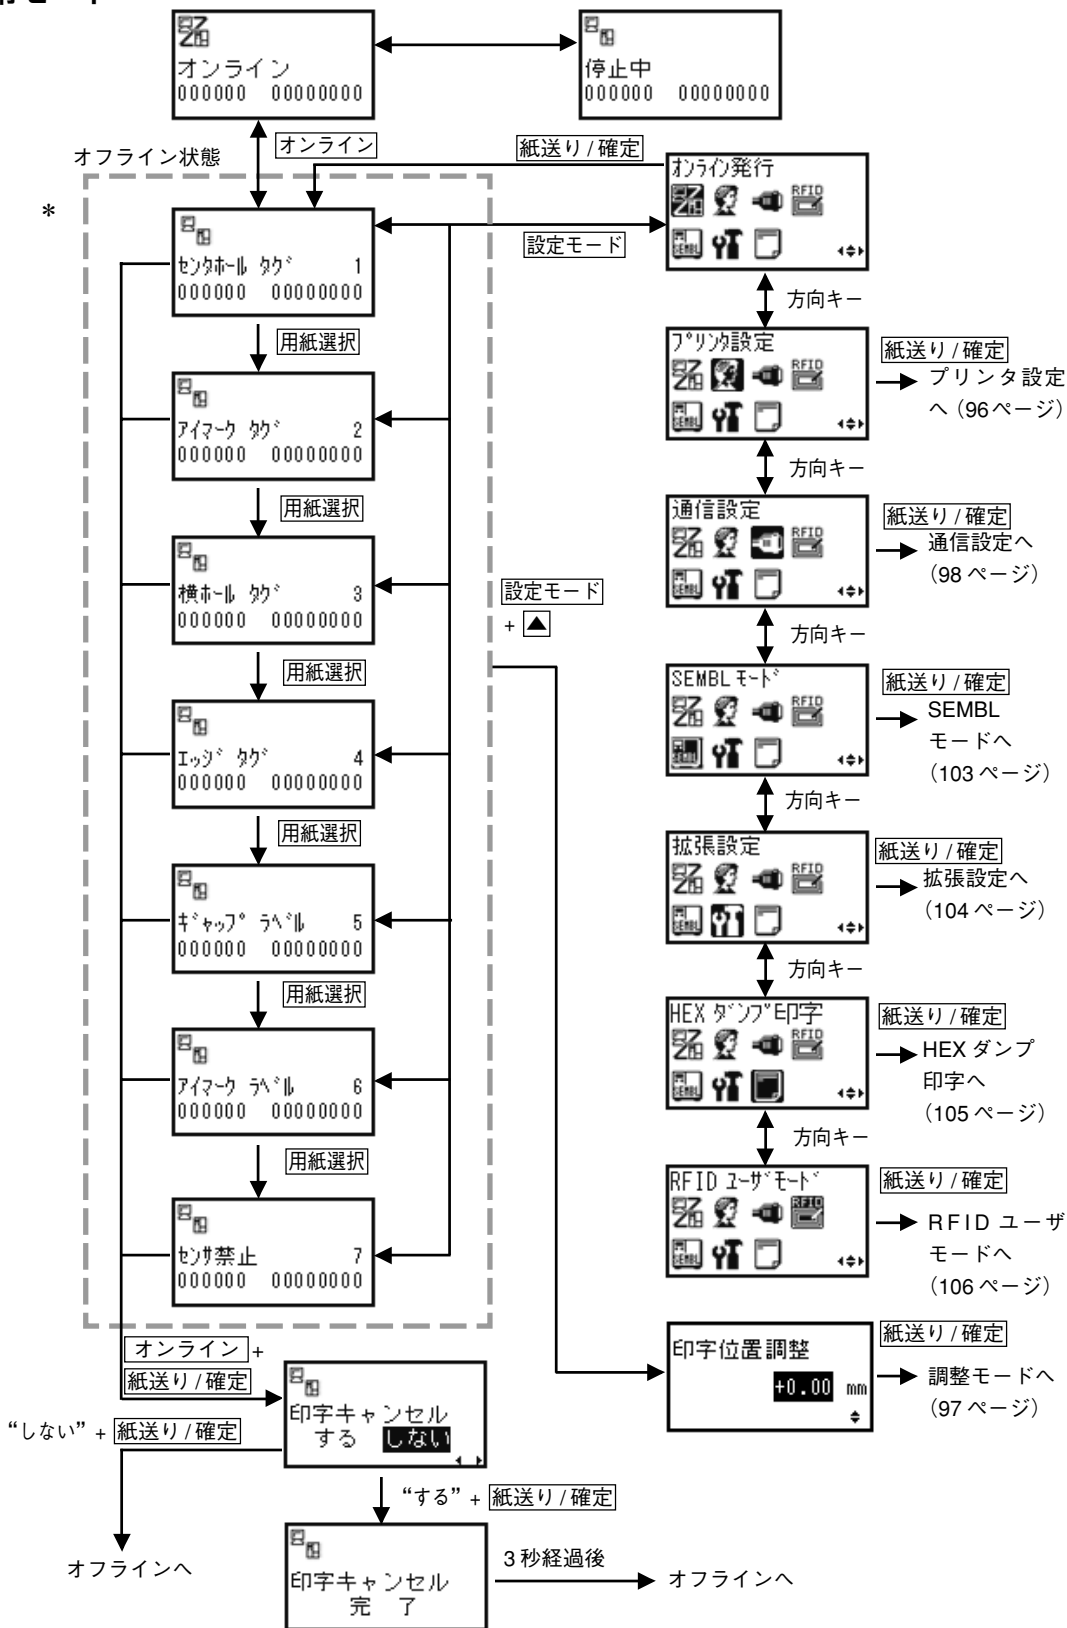 オンライン
000000 00000000
停止中
000000 00000000
オフライン状態
オンライン
紙送り/確定
オンライン発行
RFID
SEMBL
設定モード
*
センタホール タグ 1
000000 00000000
方向キー
用紙選択
プリンタ設定
RFID
SEMBL
紙送り/確定
プリンタ設定
へ（96ページ）
アイマーク タグ 2
000000 00000000
方向キー
用紙選択
通信設定
RFID
SEMBL
紙送り/確定
通信設定へ
（98 ページ）
横ホール タグ 3
000000 00000000
設定モード
+ ▲
方向キー
用紙選択
SEMBL モード
RFID
SEMBL
紙送り/確定
SEMBL
モードへ
（103 ページ）
エッジ タグ 4
000000 00000000
方向キー
用紙選択
拡張設定
RFID
SEMBL
紙送り/確定
拡張設定へ
（104 ページ）
ギャップ ラベル 5
000000 00000000
方向キー
用紙選択
HEX ダンプ印字
RFID
SEMBL
紙送り/確定
HEX ダンプ
印字へ
（105 ページ）
アイマーク ラベル 6
000000 00000000
方向キー
用紙選択
RFID ユーザモード
RFID
SEMBL
紙送り/確定
RFID ユーザ
モードへ
（106 ページ）
センサ禁止 7
000000 00000000
印字位置調整
+0.00 mm
紙送り/確定
調整モードへ
（97 ページ）
オンライン +
紙送り/確定
印字キャンセル
する しない
“しない” + 紙送り/確定
“する” + 紙送り/確定
オフラインへ
印字キャンセル
完 了
3 秒経過後
オフラインへ